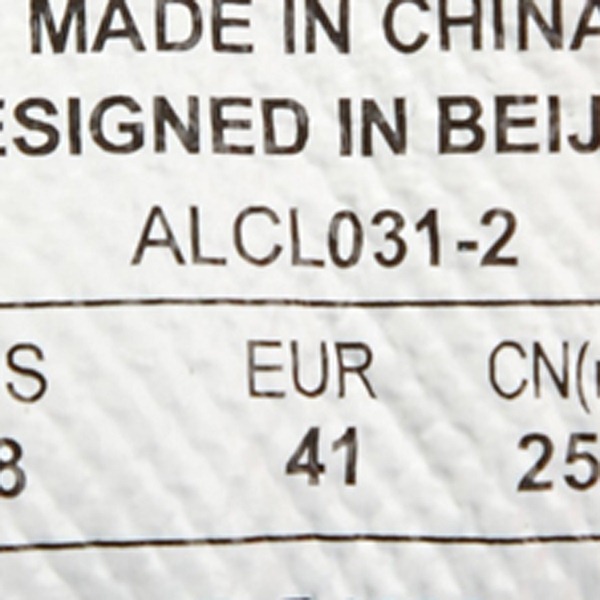 MADE IN CHINA
ESIGNED IN BEIJ
ALCL031-2
S EUR CN(
8 41 25